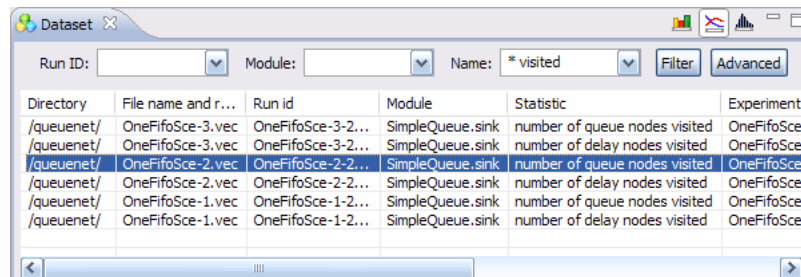 Dataset
Run ID: Module: Name: * visited Filter Advanced
Directory File name and r... Run id Module Statistic Experiment
/queuenet/ OneFifoSce-3.vec OneFifoSce-3-2... SimpleQueue.sink number of queue nodes visited OneFifoSce
/queuenet/ OneFifoSce-3.vec OneFifoSce-3-2... SimpleQueue.sink number of delay nodes visited OneFifoSce
/queuenet/ OneFifoSce-2.vec OneFifoSce-2-2... SimpleQueue.sink number of queue nodes visited OneFifoSce
/queuenet/ OneFifoSce-2.vec OneFifoSce-2-2... SimpleQueue.sink number of delay nodes visited OneFifoSce
/queuenet/ OneFifoSce-1.vec OneFifoSce-1-2... SimpleQueue.sink number of queue nodes visited OneFifoSce
/queuenet/ OneFifoSce-1.vec OneFifoSce-1-2... SimpleQueue.sink number of delay nodes visited OneFifoSce